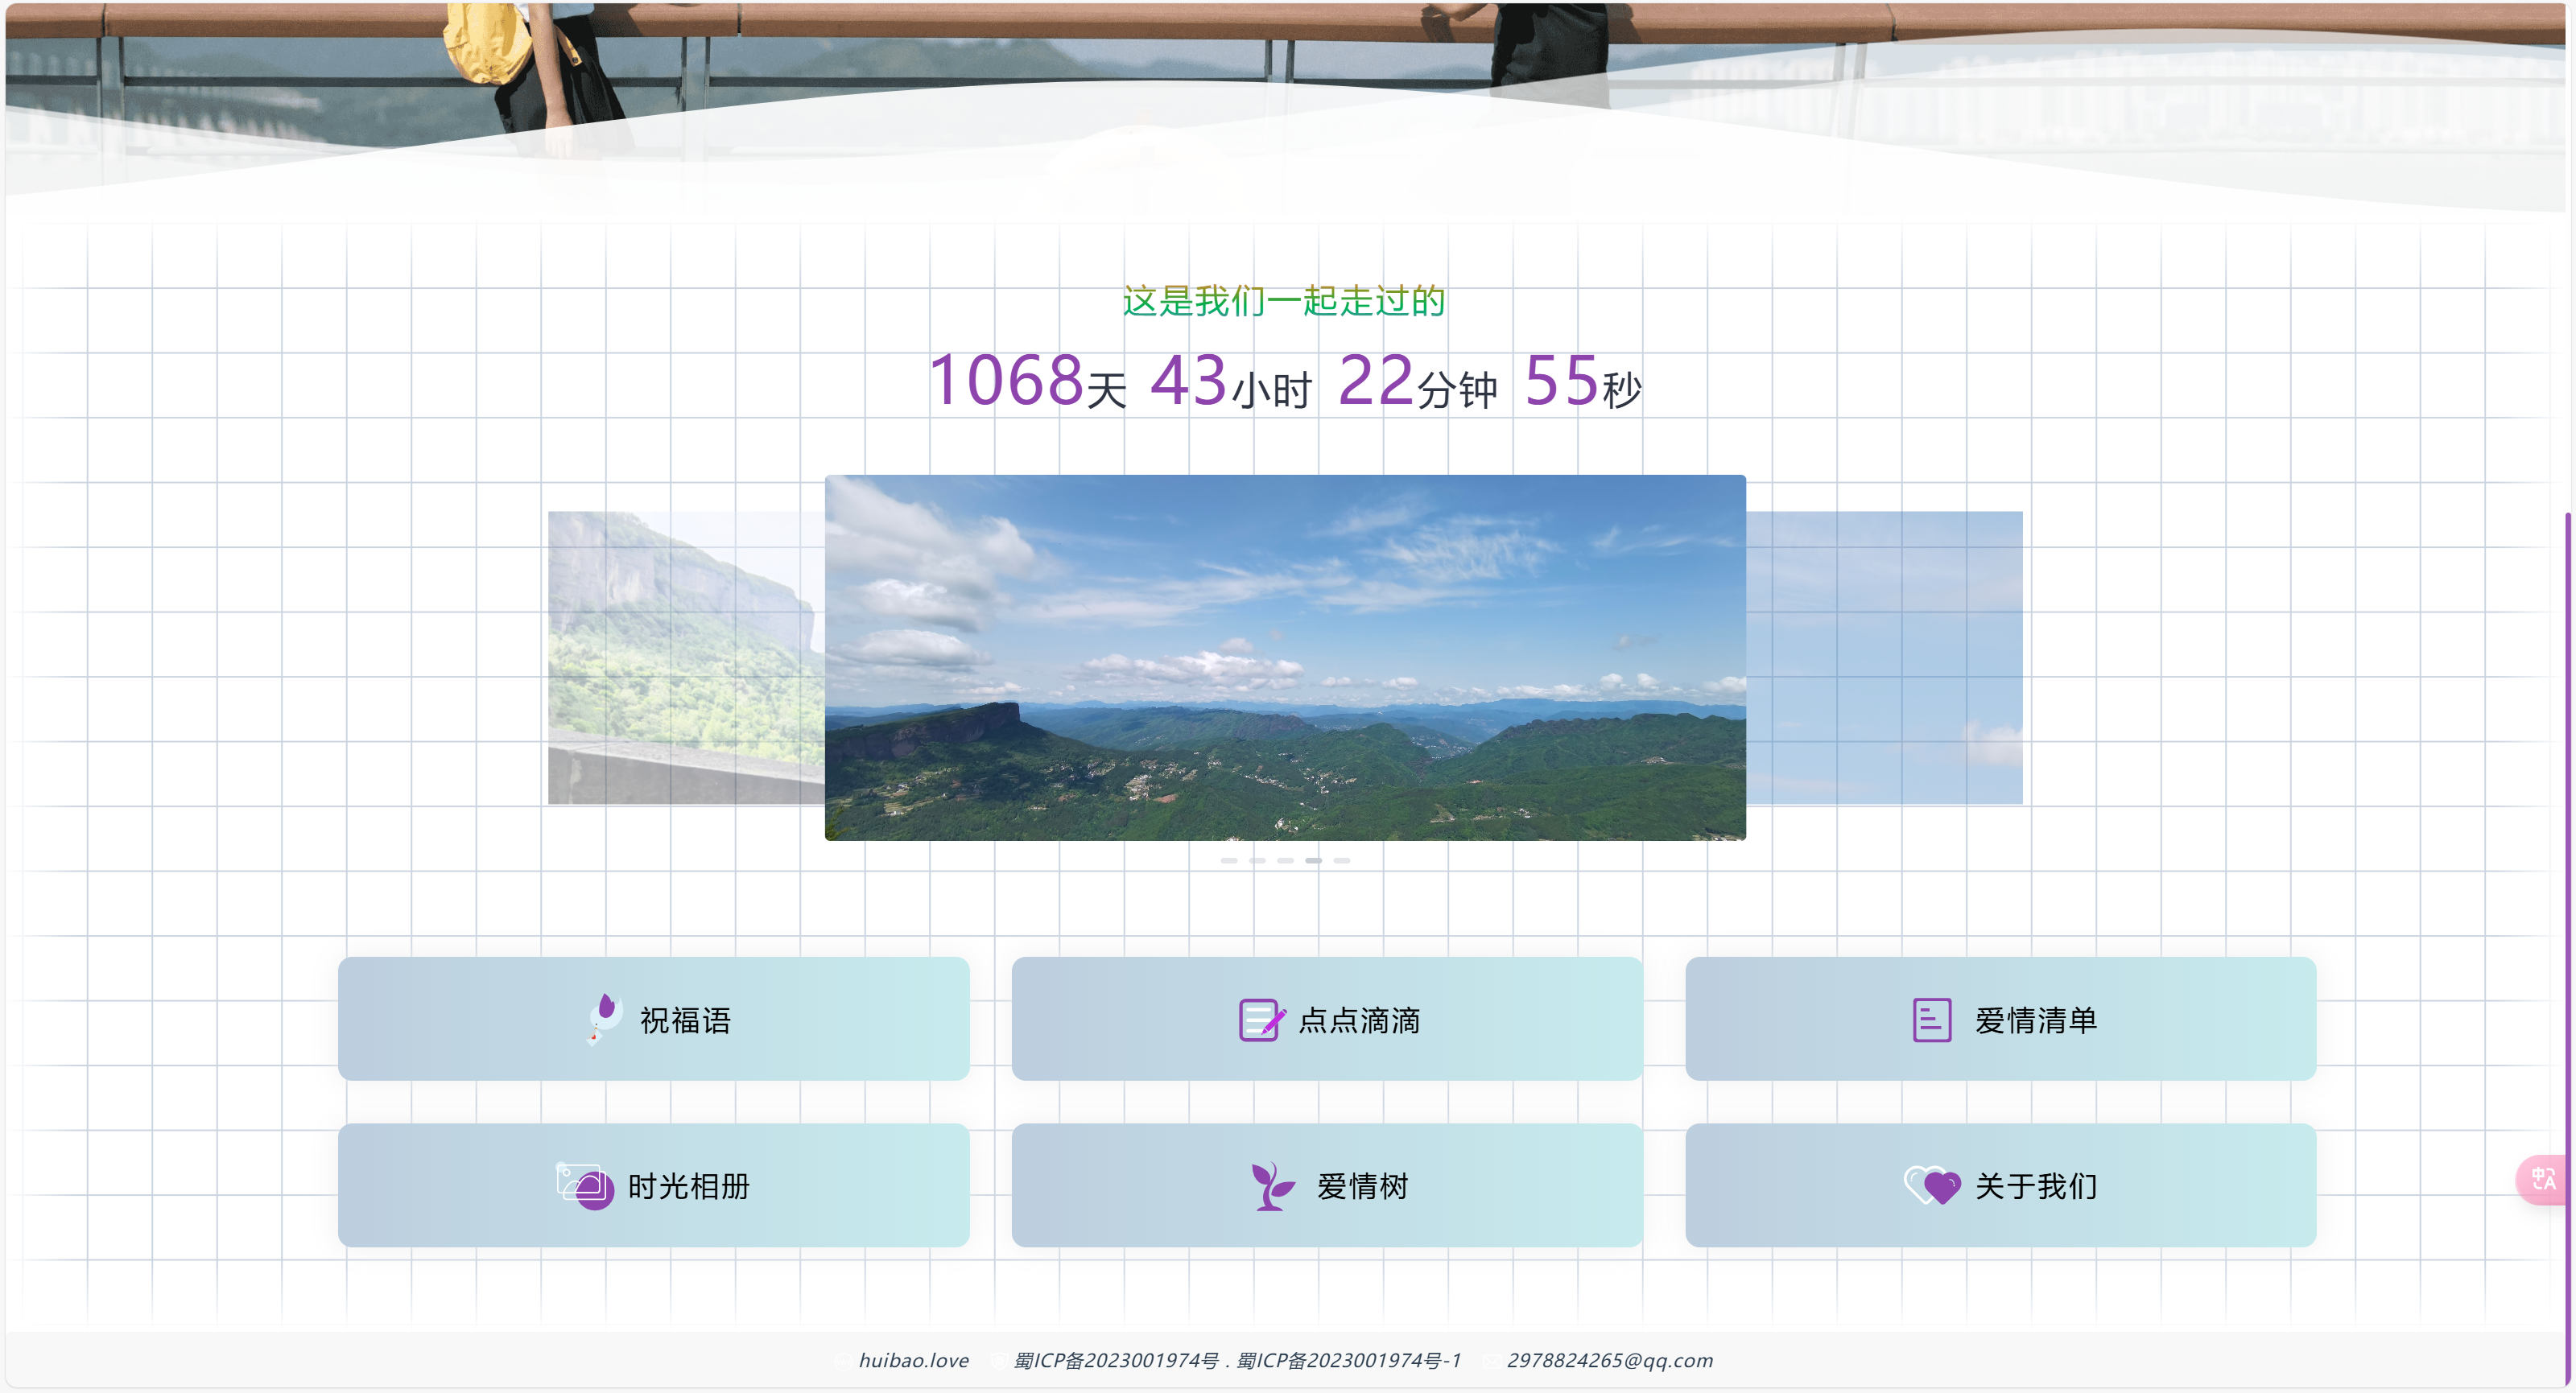 这是我们一起走过的
1068天 43小时 22分钟 55秒
祝福语 点点滴滴 爱情清单
时光相册 爱情树 关于我们
中 A
huibao.love 蜀ICP备2023001974号 . 蜀ICP备2023001974号-1 2978824265@qq.com